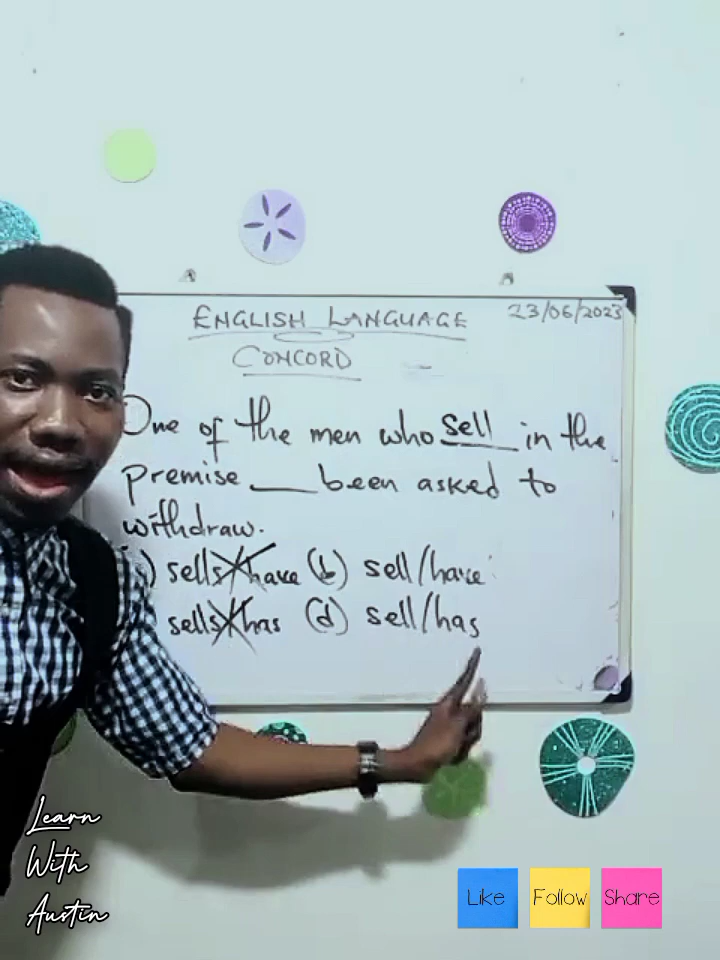 ENGLISH LANGUAGE
23/06/2023
CONCORD
One of the men who sell in the
premise ___ been asked to
withdraw.
) sells/have (b) sell/have
sells/has (d) sell/has
Learn
With
Austin
Like Follow Share